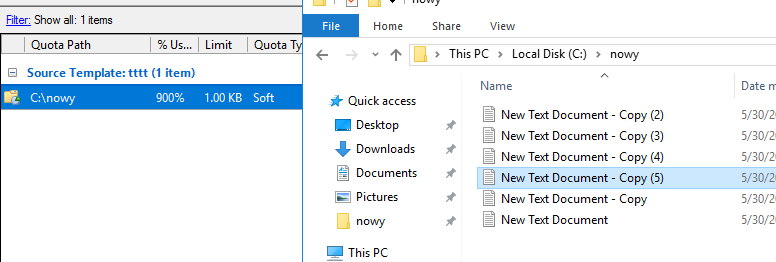 Filter: Show all: 1 items
Quota Path % Us... Limit Quota Ty
Source Template: tttt (1 item)
C:\nowy 900% 1.00 KB Soft
nowy
File Home Share View
This PC > Local Disk (C:) > nowy
Quick access
Desktop
Downloads
Documents
Pictures
nowy
This PC
Name Date m
New Text Document - Copy (2) 5/30/20
New Text Document - Copy (3) 5/30/20
New Text Document - Copy (4) 5/30/20
New Text Document - Copy (5) 5/30/20
New Text Document - Copy 5/30/20
New Text Document 5/30/20